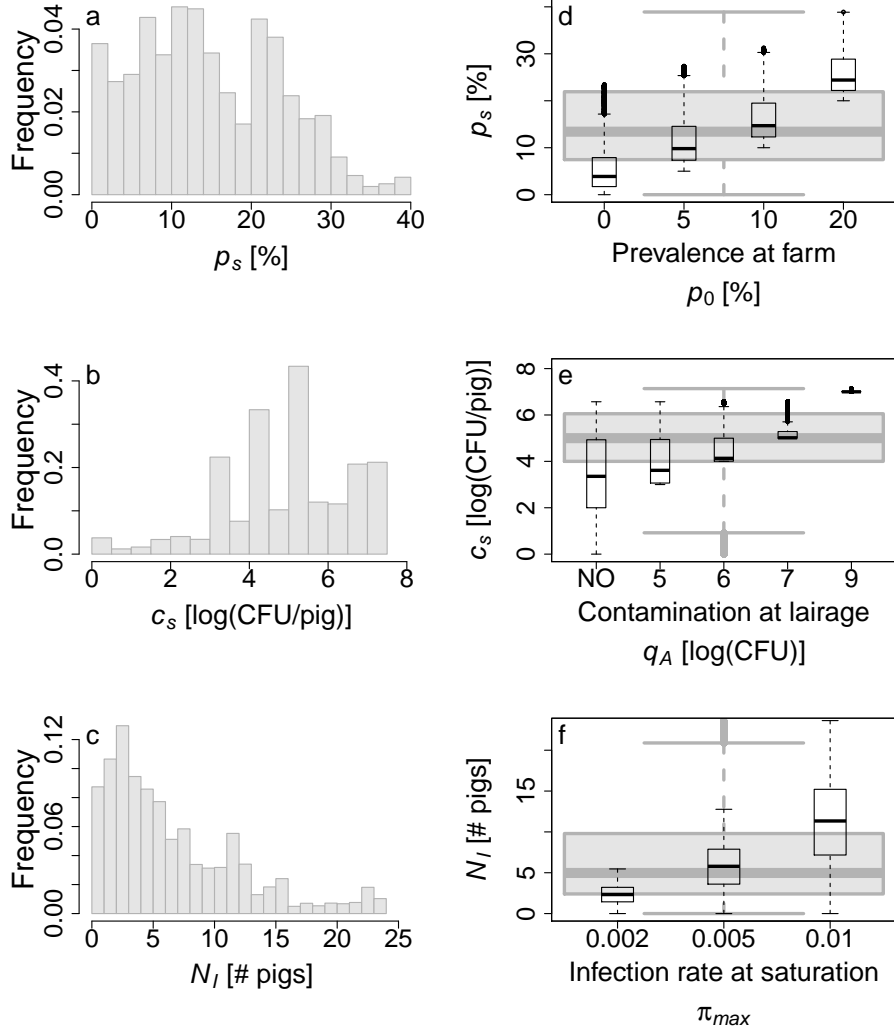 a
Frequency
0.00 0.02 0.04
0 10 20 30 40
p_s [%]
d
p_s [%]
0 10 30
0 5 10 20
Prevalence at farm
p_0 [%]
b
Frequency
0.0 0.2 0.4
0 2 4 6 8
c_s [log(CFU/pig)]
e
c_s [log(CFU/pig)]
0 2 4 6 8
NO 5 6 7 9
Contamination at lairage
q_A [log(CFU)]
c
Frequency
0.00 0.06 0.12
0 5 10 15 20 25
N_I [# pigs]
f
N_I [# pigs]
0 5 15
0.002 0.005 0.01
Infection rate at saturation
π_max